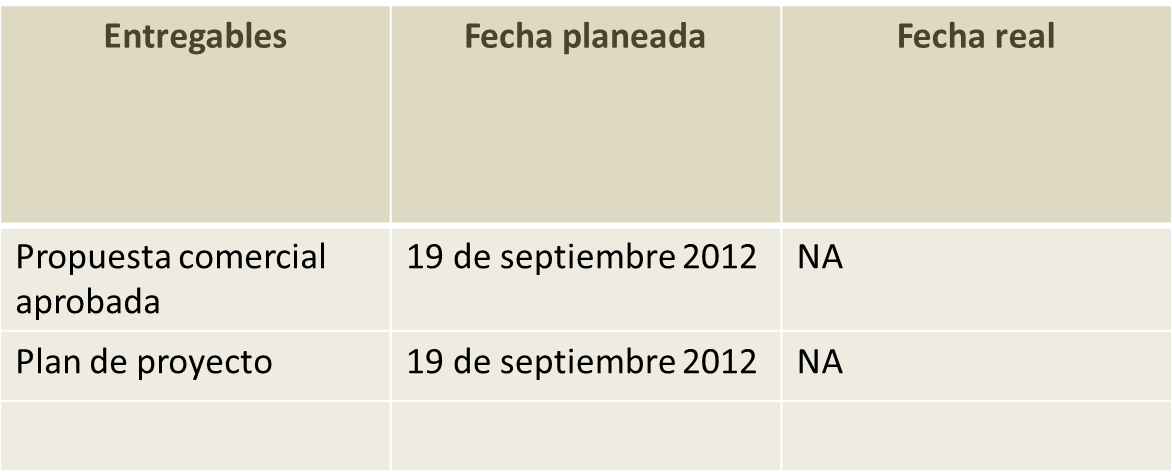 Entregables Fecha planeada Fecha real
Propuesta comercial 19 de septiembre 2012 NA
aprobada
Plan de proyecto 19 de septiembre 2012 NA